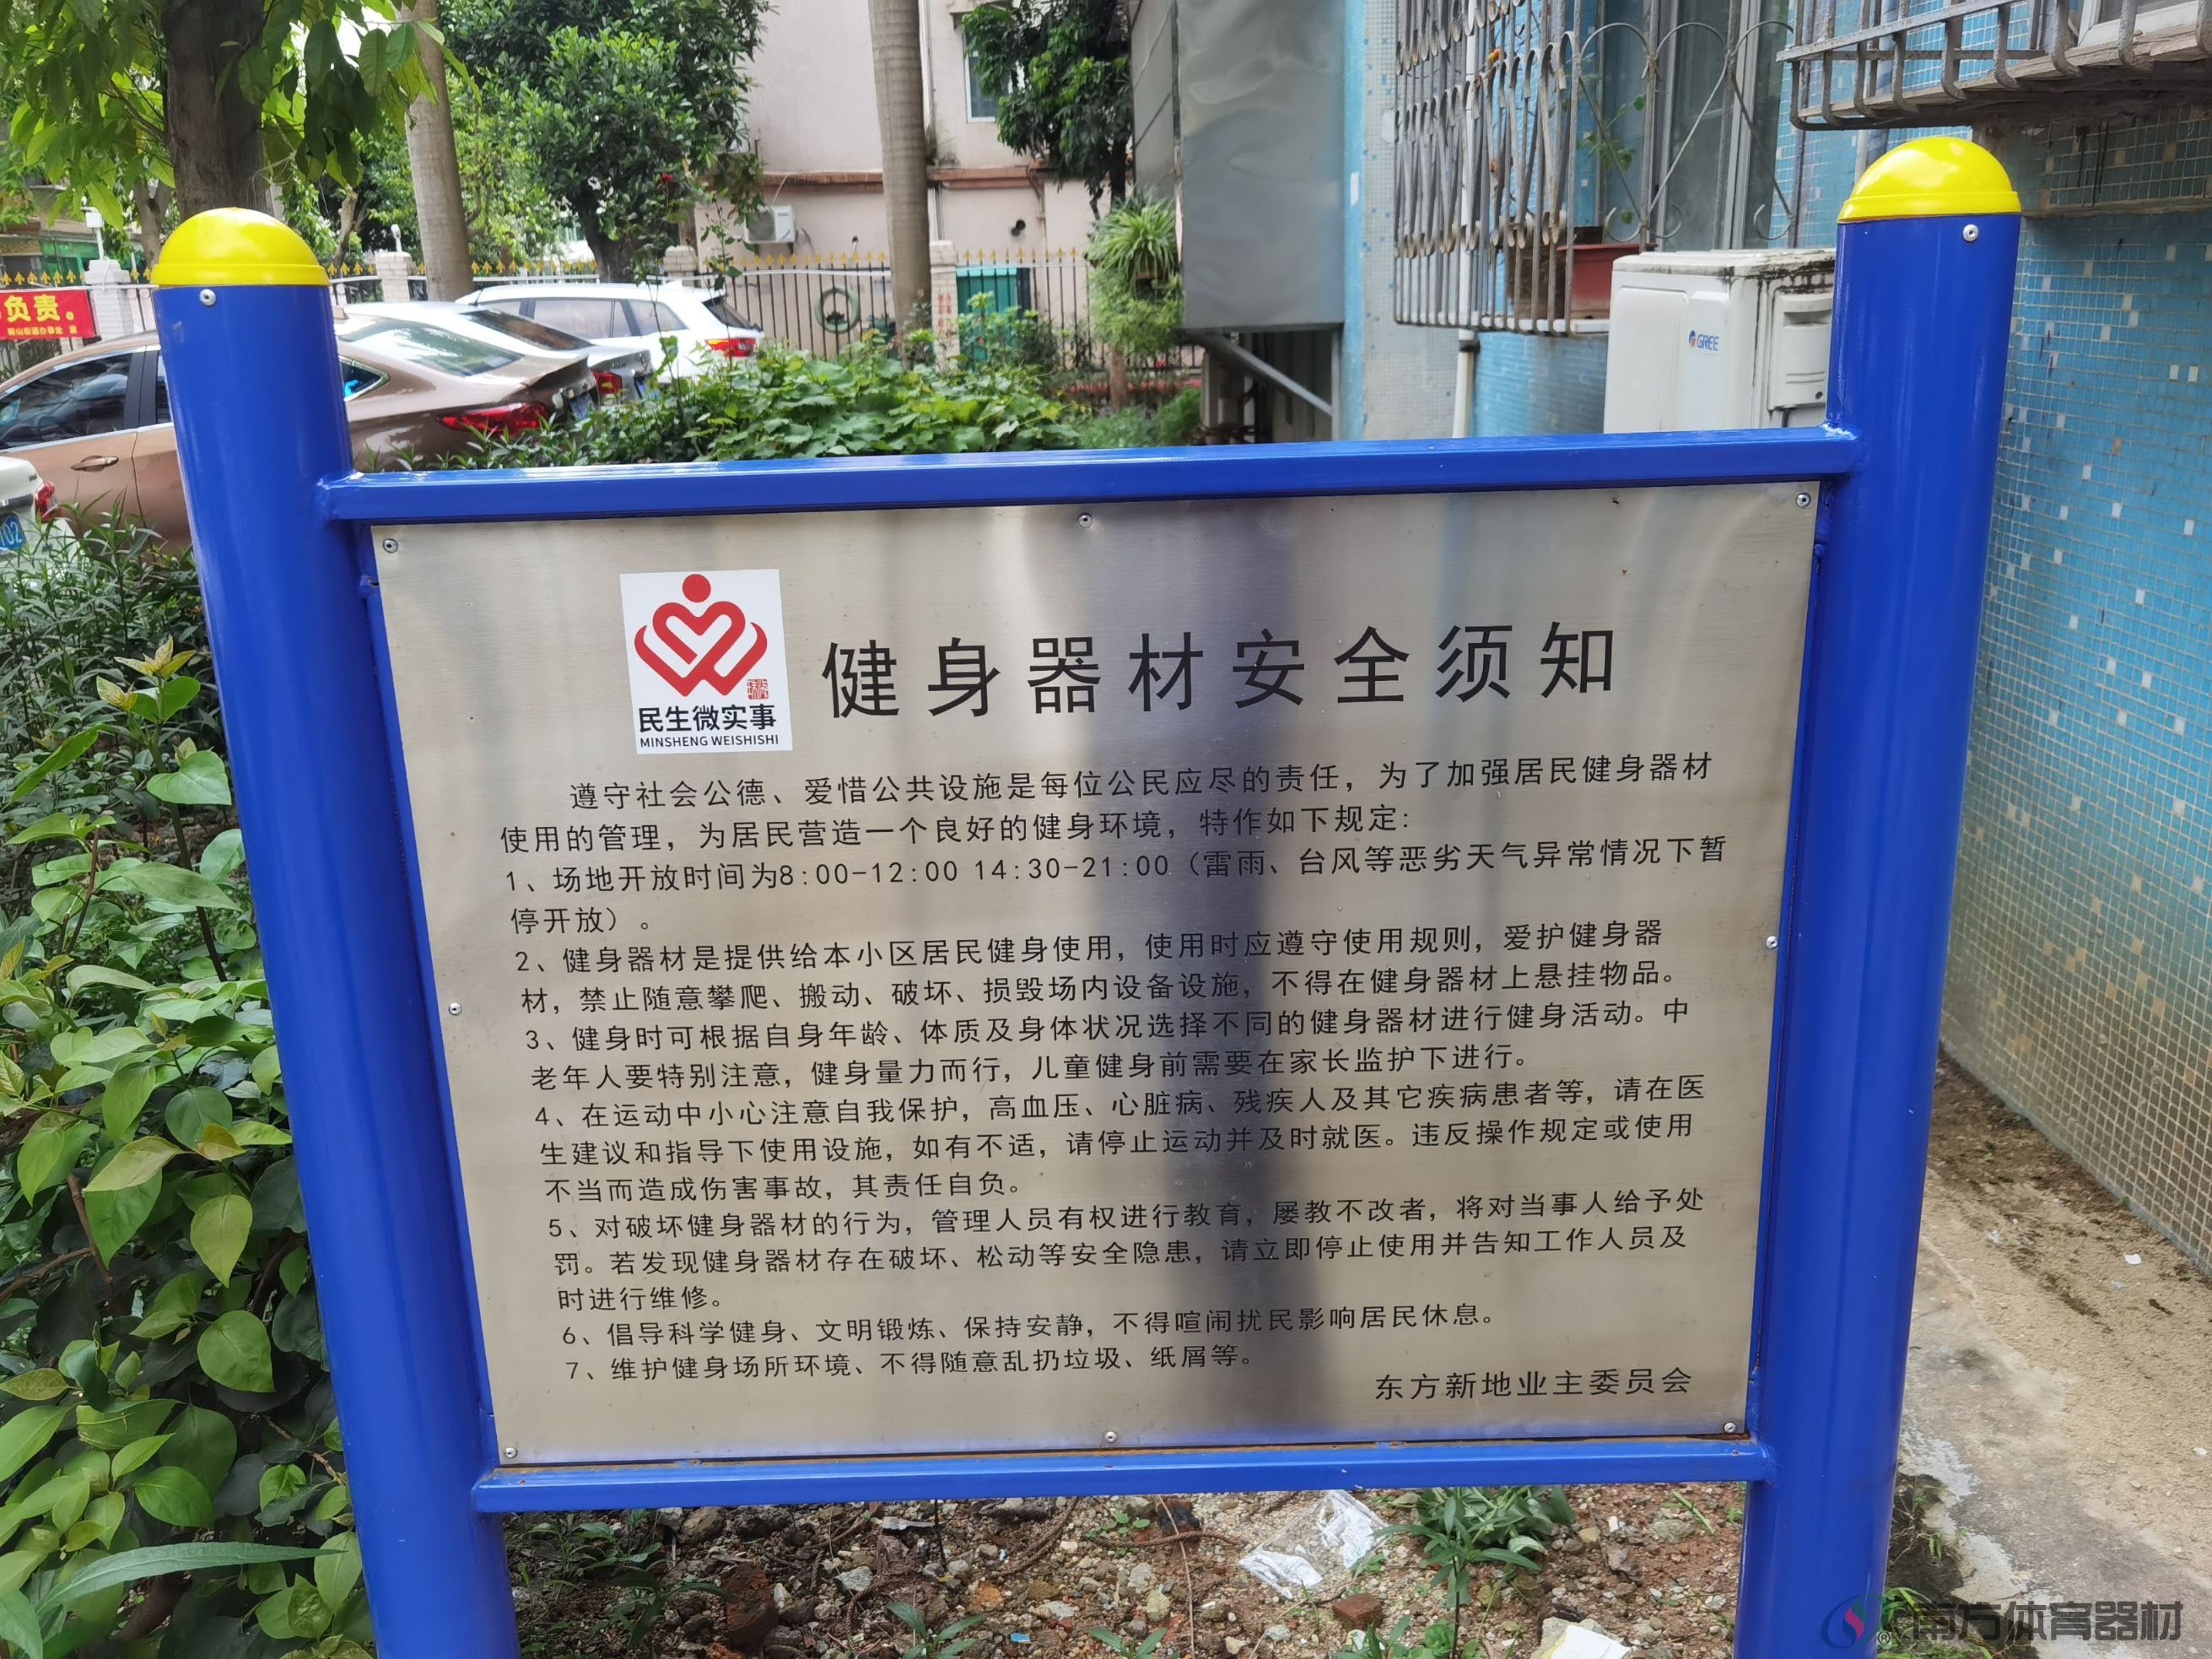 负责。
GREE
民生微实事
MINSHENG WEISHISHI
健身器材安全须知
遵守社会公德、爱惜公共设施是每位公民应尽的责任，为了加强居民健身器材
使用的管理，为居民营造一个良好的健身环境，特作如下规定：
1、场地开放时间为8:00-12:00 14:30-21:00（雷雨、台风等恶劣天气异常情况下暂
停开放）。
2、健身器材是提供给本小区居民健身使用，使用时应遵守使用规则，爱护健身器
材，禁止随意攀爬、搬动、破坏、损毁场内设备设施，不得在健身器材上悬挂物品。
3、健身时可根据自身年龄、体质及身体状况选择不同的健身器材进行健身活动。中
老年人要特别注意，健身量力而行，儿童健身前需要在家长监护下进行。
4、在运动中小心注意自我保护，高血压、心脏病、残疾人及其它疾病患者等，请在医
生建议和指导下使用设施，如有不适，请停止运动并及时就医。违反操作规定或使用
不当而造成伤害事故，其责任自负。
5、对破坏健身器材的行为，管理人员有权进行教育，屡教不改者，将对当事人给予处
罚。若发现健身器材存在破坏、松动等安全隐患，请立即停止使用并告知工作人员及
时进行维修。
6、倡导科学健身、文明锻炼、保持安静，不得喧闹扰民影响居民休息。
7、维护健身场所环境、不得随意乱扔垃圾、纸屑等。
东方新地业主委员会
南方体育器材